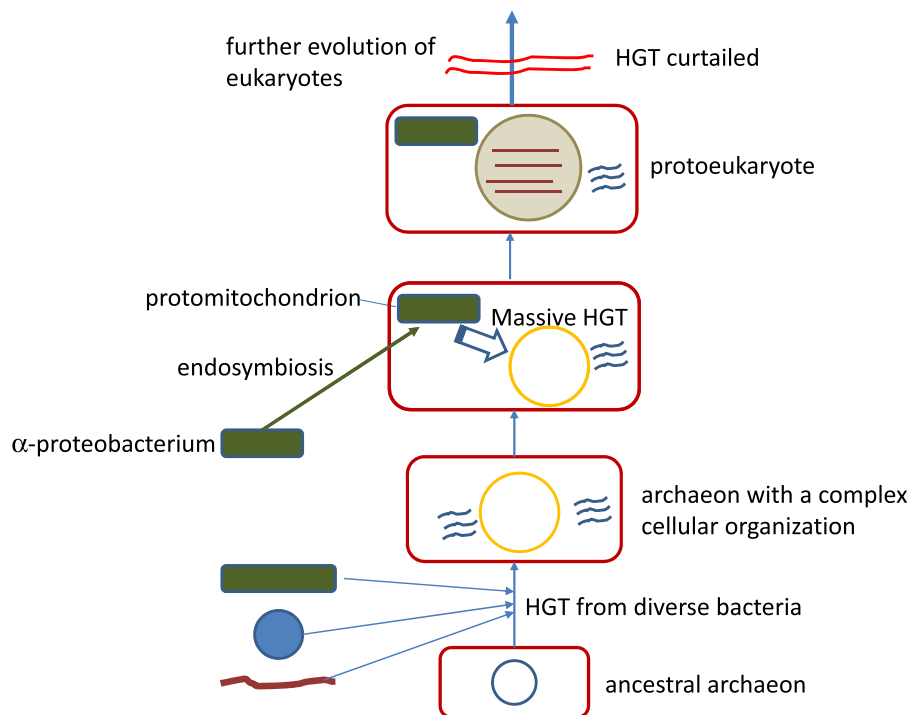 further evolution of
eukaryotes
HGT curtailed
protoeukaryote
protomitochondrion
Massive HGT
endosymbiosis
α-proteobacterium
archaeon with a complex
cellular organization
HGT from diverse bacteria
ancestral archaeon